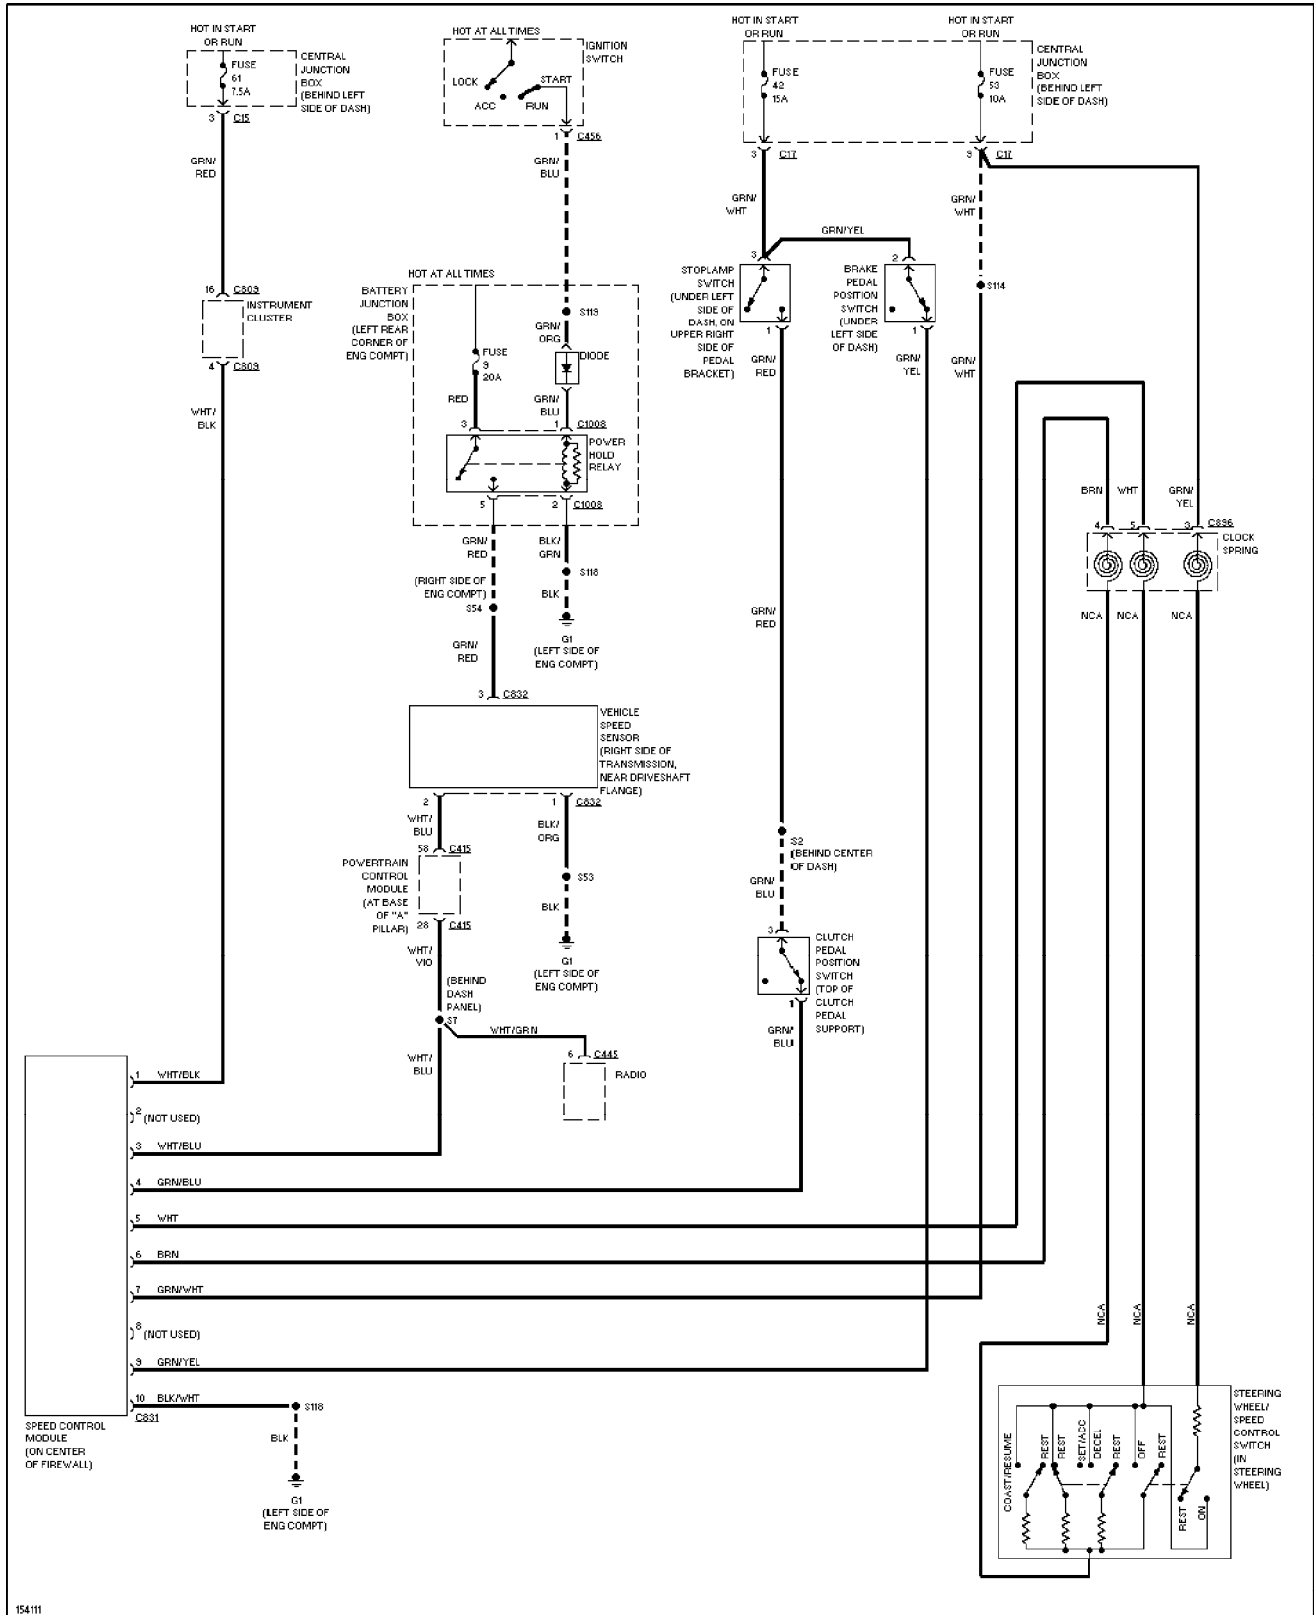 HOT IN START
OR RUN
FUSE
61
7.5A
CENTRAL
JUNCTION
BOX
(BEHIND LEFT
SIDE OF DASH)
3 C15
GRN/
RED
16 C809
INSTRUMENT
CLUSTER
4 C809
WHT/
BLK
HOT AT ALL TIMES
IGNITION
SWITCH
LOCK
START
ACC
RUN
1 C456
GRN/
BLU
HOT AT ALL TIMES
BATTERY
JUNCTION
BOX
(LEFT REAR
CORNER OF
ENG COMPT)
S113
GRN/
ORG
FUSE
9
20A
DIODE
RED
GRN/
BLU
3 1 C1008
POWER
HOLD
RELAY
5 2 C1008
GRN/
RED
BLK/
GRN
(RIGHT SIDE OF
ENG COMPT)
S54
S118
BLK
GRN/
RED
G1
(LEFT SIDE OF
ENG COMPT)
3 C832
VEHICLE
SPEED
SENSOR
(RIGHT SIDE OF
TRANSMISSION,
NEAR DRIVESHAFT
FLANGE)
2 1 C832
WHT/
BLU
BLK/
ORG
58 C415
POWERTRAIN
CONTROL
MODULE
(AT BASE
OF "A"
PILLAR)
S53
BLK
28 C415
WHT/
VIO
G1
(LEFT SIDE OF
ENG COMPT)
(BEHIND
DASH
PANEL)
S7
WHT/GRN
WHT/
BLU
6 C445
RADIO
HOT IN START
OR RUN
HOT IN START
OR RUN
FUSE
42
15A
FUSE
53
10A
CENTRAL
JUNCTION
BOX
(BEHIND LEFT
SIDE OF DASH)
3 C17
9 C17
GRN/
WHT
GRN/
WHT
GRN/YEL
3
2
STOPLAMP
SWITCH
(UNDER LEFT
SIDE OF
DASH, ON
UPPER RIGHT
SIDE OF
PEDAL
BRACKET)
BRAKE
PEDAL
POSITION
SWITCH
(UNDER
LEFT SIDE
OF DASH)
S114
1
1
GRN/
RED
GRN/
YEL
GRN/
WHT
GRN/
RED
S2
(BEHIND CENTER
OF DASH)
GRN/
BLU
3
CLUTCH
PEDAL
POSITION
SWITCH
(TOP OF
CLUTCH
PEDAL
SUPPORT)
1
GRN/
BLU
BRN
WHT
GRN/
YEL
4 5 3 C896
CLOCK
SPRING
NCA
NCA
NCA
1 WHT/BLK
2 (NOT USED)
3 WHT/BLU
4 GRN/BLU
5 WHT
6 BRN
7 GRN/WHT
8 (NOT USED)
9 GRN/YEL
10 BLK/WHT
C831
SPEED CONTROL
MODULE
(ON CENTER
OF FIREWALL)
S118
BLK
G1
(LEFT SIDE OF
ENG COMPT)
NCA
NCA
NCA
STEERING
WHEEL/
SPEED
CONTROL
SWITCH
(IN
STEERING
WHEEL)
COAST/RESUME
REST
REST
SET/ACC
DECEL
REST
OFF
REST
REST
ON
154111